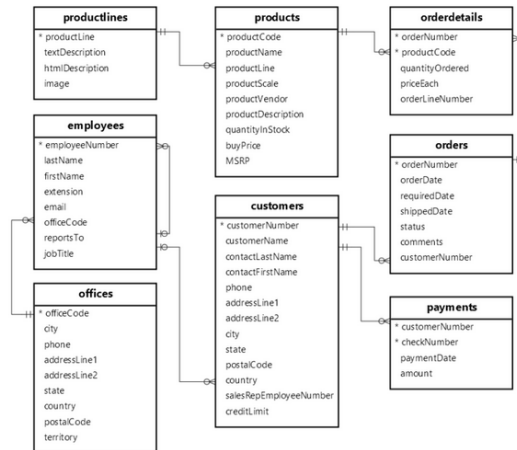 productlines
* productLine
textDescription
htmlDescription
image
products
* productCode
productName
productLine
productScale
productVendor
productDescription
quantityInStock
buyPrice
MSRP
orderdetails
* orderNumber
* productCode
quantityOrdered
priceEach
orderLineNumber
employees
* employeeNumber
lastName
firstName
extension
email
officeCode
reportsTo
jobTitle
customers
* customerNumber
customerName
contactLastName
contactFirstName
phone
addressLine1
addressLine2
city
state
postalCode
country
salesRepEmployeeNumber
creditLimit
orders
* orderNumber
orderDate
requiredDate
shippedDate
status
comments
customerNumber
offices
* officeCode
city
phone
addressLine1
addressLine2
state
country
postalCode
territory
payments
* customerNumber
* checkNumber
paymentDate
amount